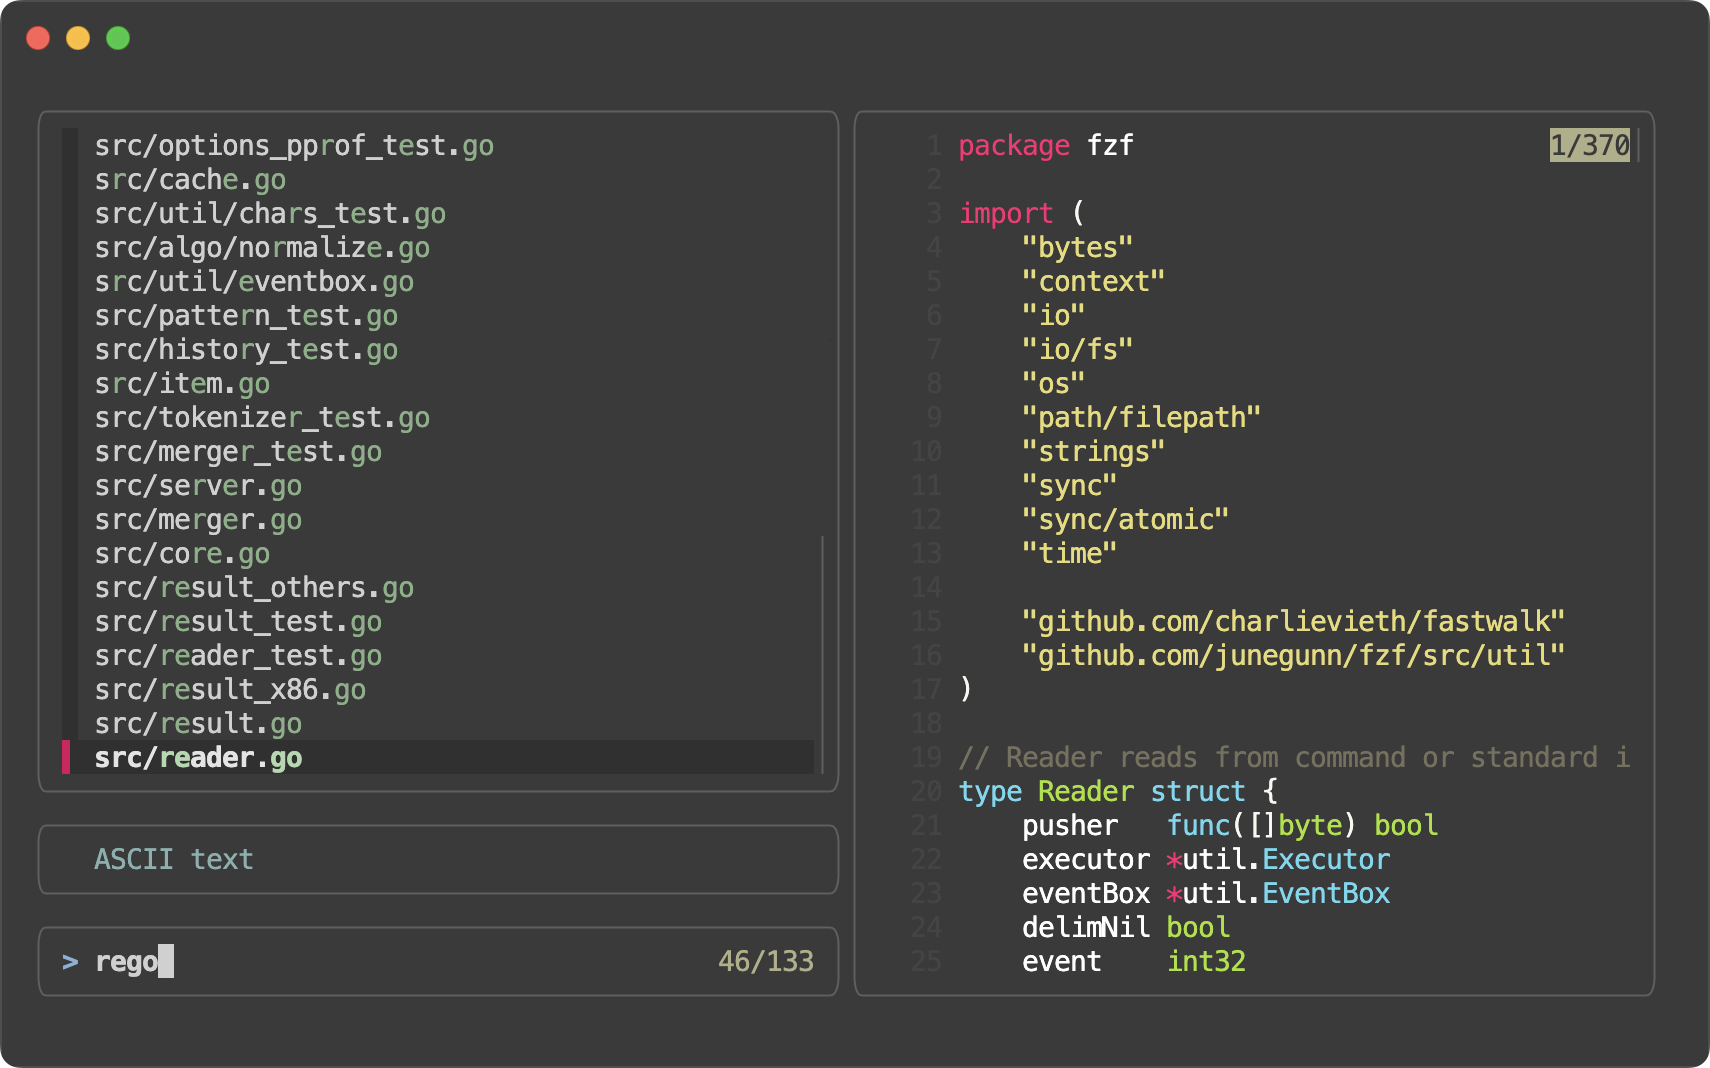 src/options_pprof_test.go
src/cache.go
src/util/chars_test.go
src/algo/normalize.go
src/util/eventbox.go
src/pattern_test.go
src/history_test.go
src/item.go
src/tokenizer_test.go
src/merger_test.go
src/server.go
src/merger.go
src/core.go
src/result_others.go
src/result_test.go
src/reader_test.go
src/result_x86.go
src/result.go
src/reader.go
ASCII text
> rego 46/133
1 package fzf 1/370
2
3 import (
4 "bytes"
5 "context"
6 "io"
7 "io/fs"
8 "os"
9 "path/filepath"
10 "strings"
11 "sync"
12 "sync/atomic"
13 "time"
14
15 "github.com/charlievieth/fastwalk"
16 "github.com/junegunn/fzf/src/util"
17 )
18
19 // Reader reads from command or standard i
20 type Reader struct {
21 pusher   func([]byte) bool
22 executor *util.Executor
23 eventBox *util.EventBox
24 delimNil bool
25 event    int32